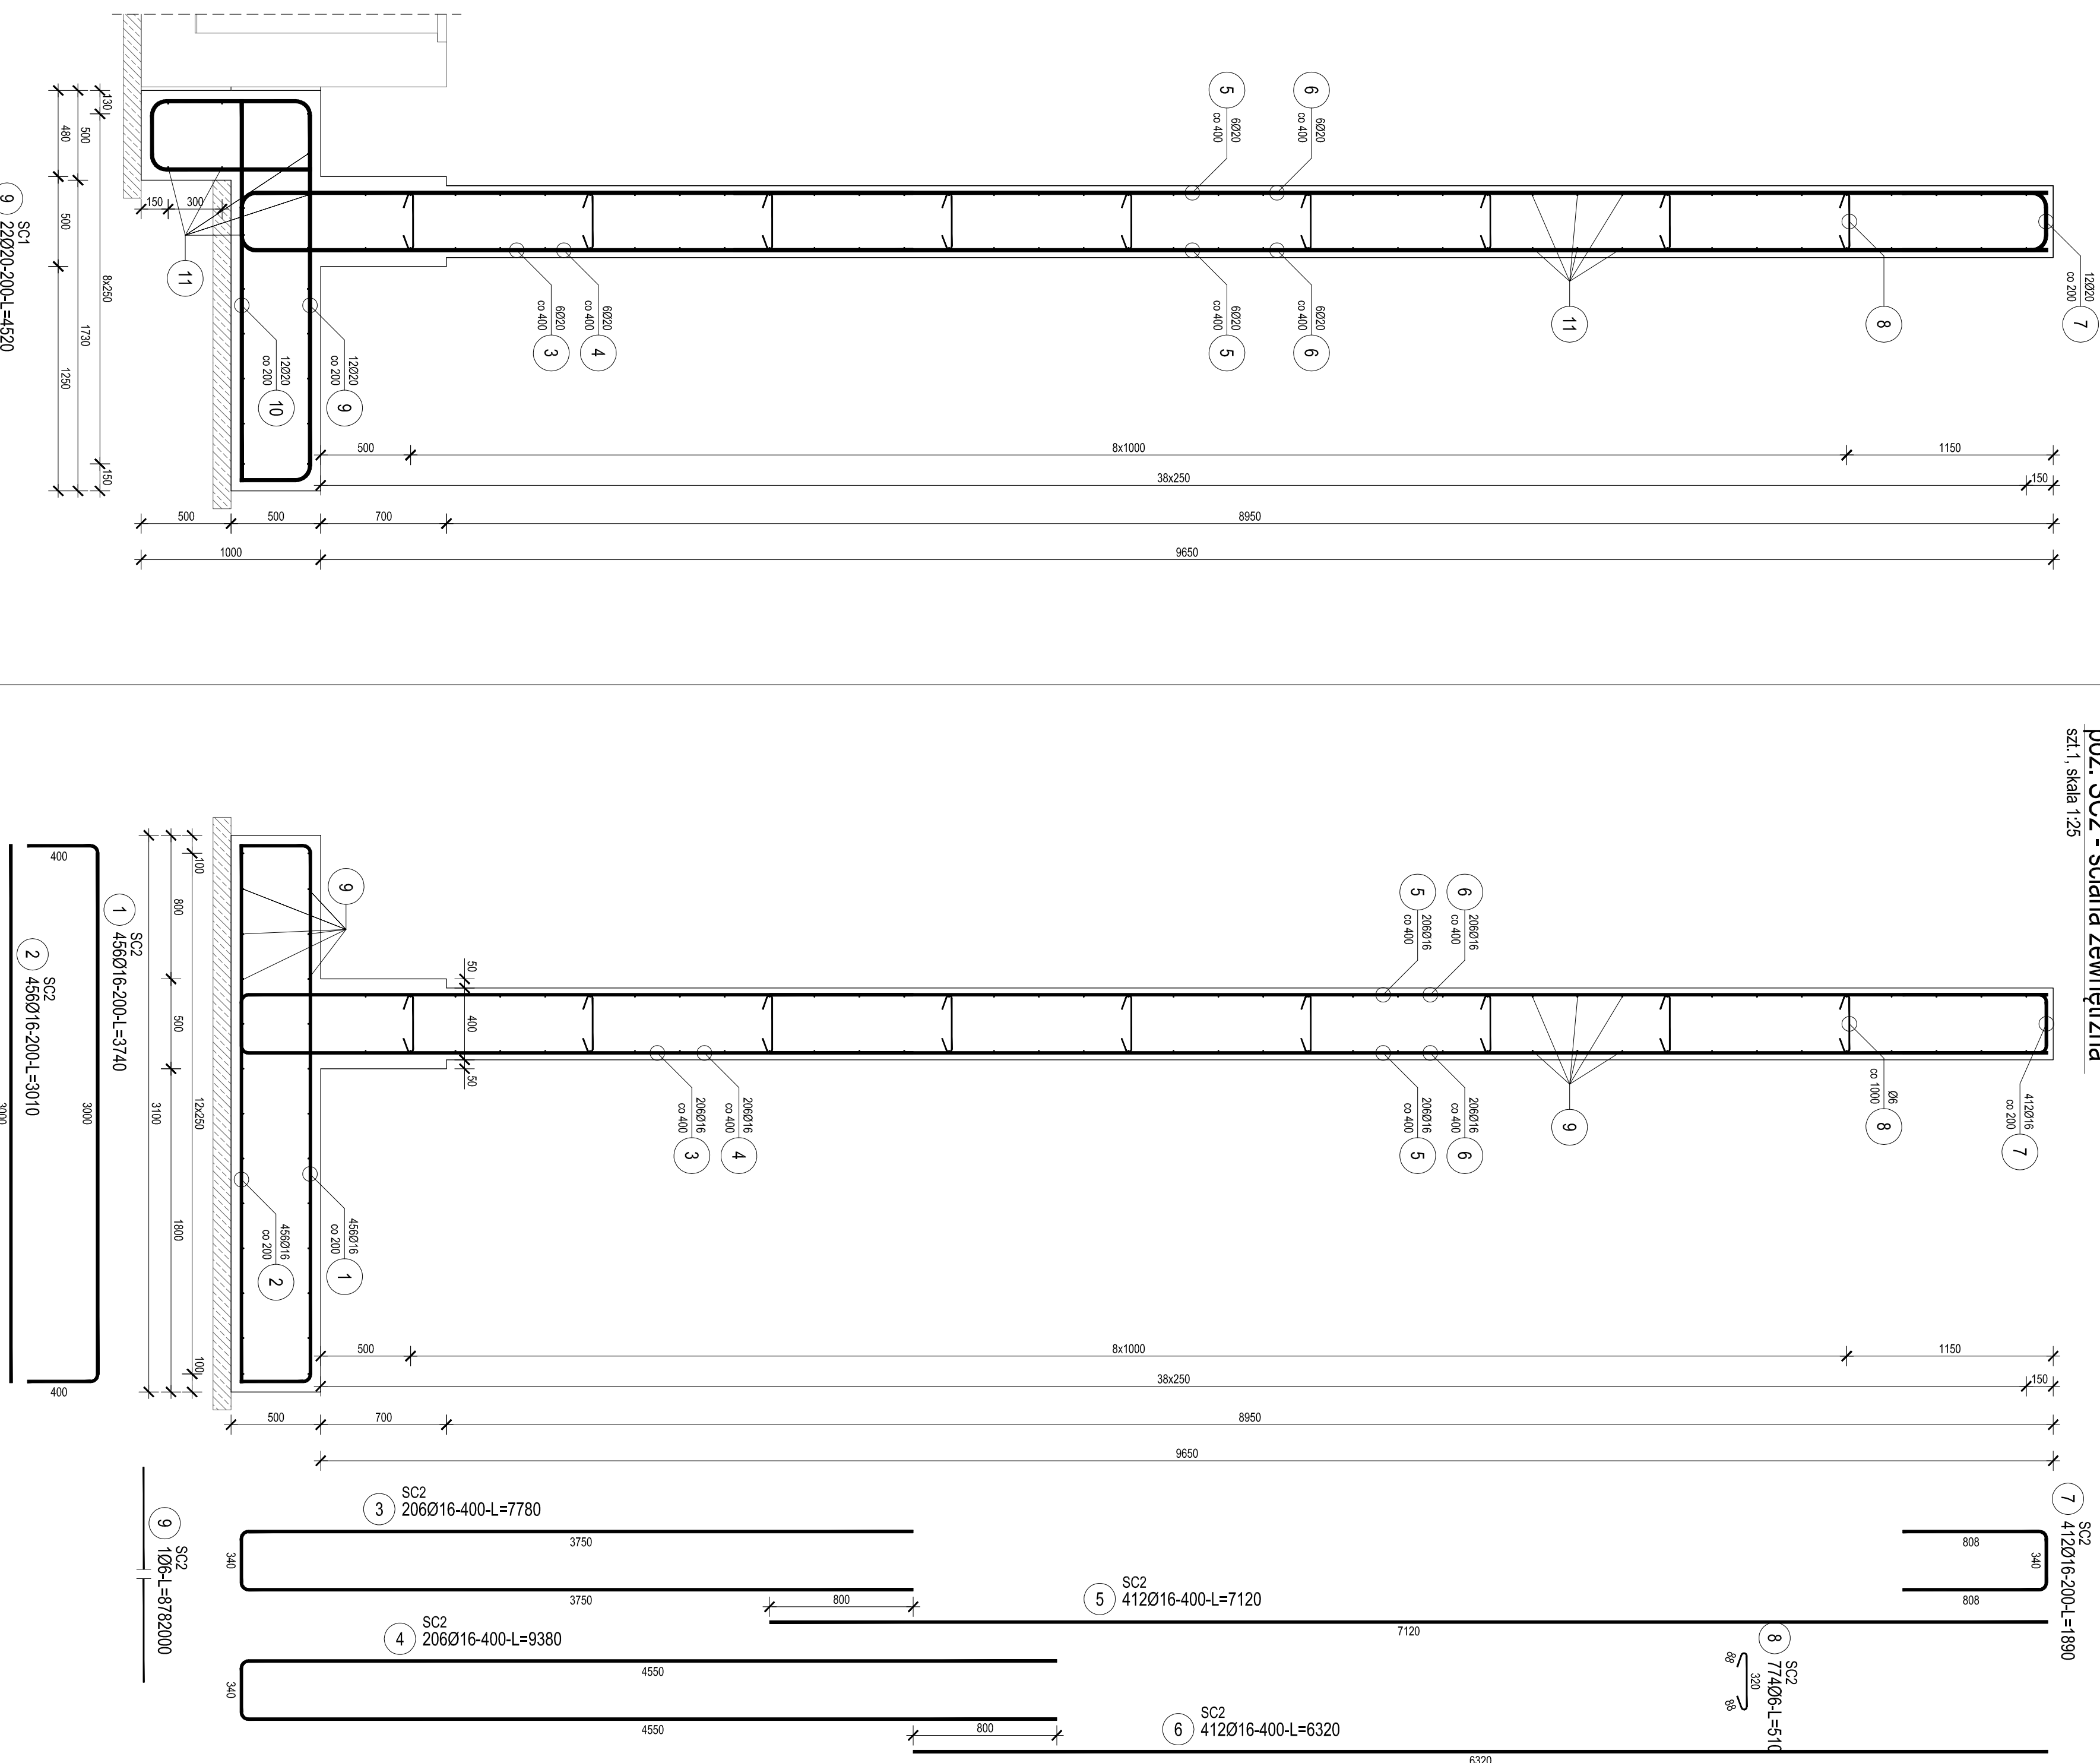 poz. SC2 - ściana zewnętrzna
szt.1, skala 1:25
5
6Ø20
co 400
6
6Ø20
co 400
12Ø20
co 200
7
8
11
6Ø20
co 400
6
6Ø20
co 400
5
6Ø20
co 400
4
6Ø20
co 400
3
11
12Ø20
co 200
9
12Ø20
co 200
10
150
300
130
8x250
150
500
1730
480
500
1250
SC1
9
22Ø20-200-L=4520
500
8x1000
1150
38x250
150
500
500
700
8950
1000
9650
5
206Ø16
co 400
6
206Ø16
co 400
9
50
400
50
412Ø16
co 200
7
Ø6
co 1000
8
9
206Ø16
co 400
6
206Ø16
co 400
5
206Ø16
co 400
4
206Ø16
co 400
3
456Ø16
co 200
1
456Ø16
co 200
2
100
12x250
100
800
500
1800
3100
500
8x1000
1150
38x250
150
500
700
8950
9650
SC2
1
456Ø16-200-L=3740
400
3000
400
SC2
2
456Ø16-200-L=3010
3000
SC2
3
206Ø16-400-L=7780
3750
340
3750
800
SC2
4
206Ø16-400-L=9380
4550
340
4550
800
SC2
5
412Ø16-400-L=7120
7120
SC2
6
412Ø16-400-L=6320
6320
SC2
7
412Ø16-200-L=1890
808
340
808
SC2
8
774Ø6-L=510
88
320
88
SC2
9
1Ø6-L=8782000